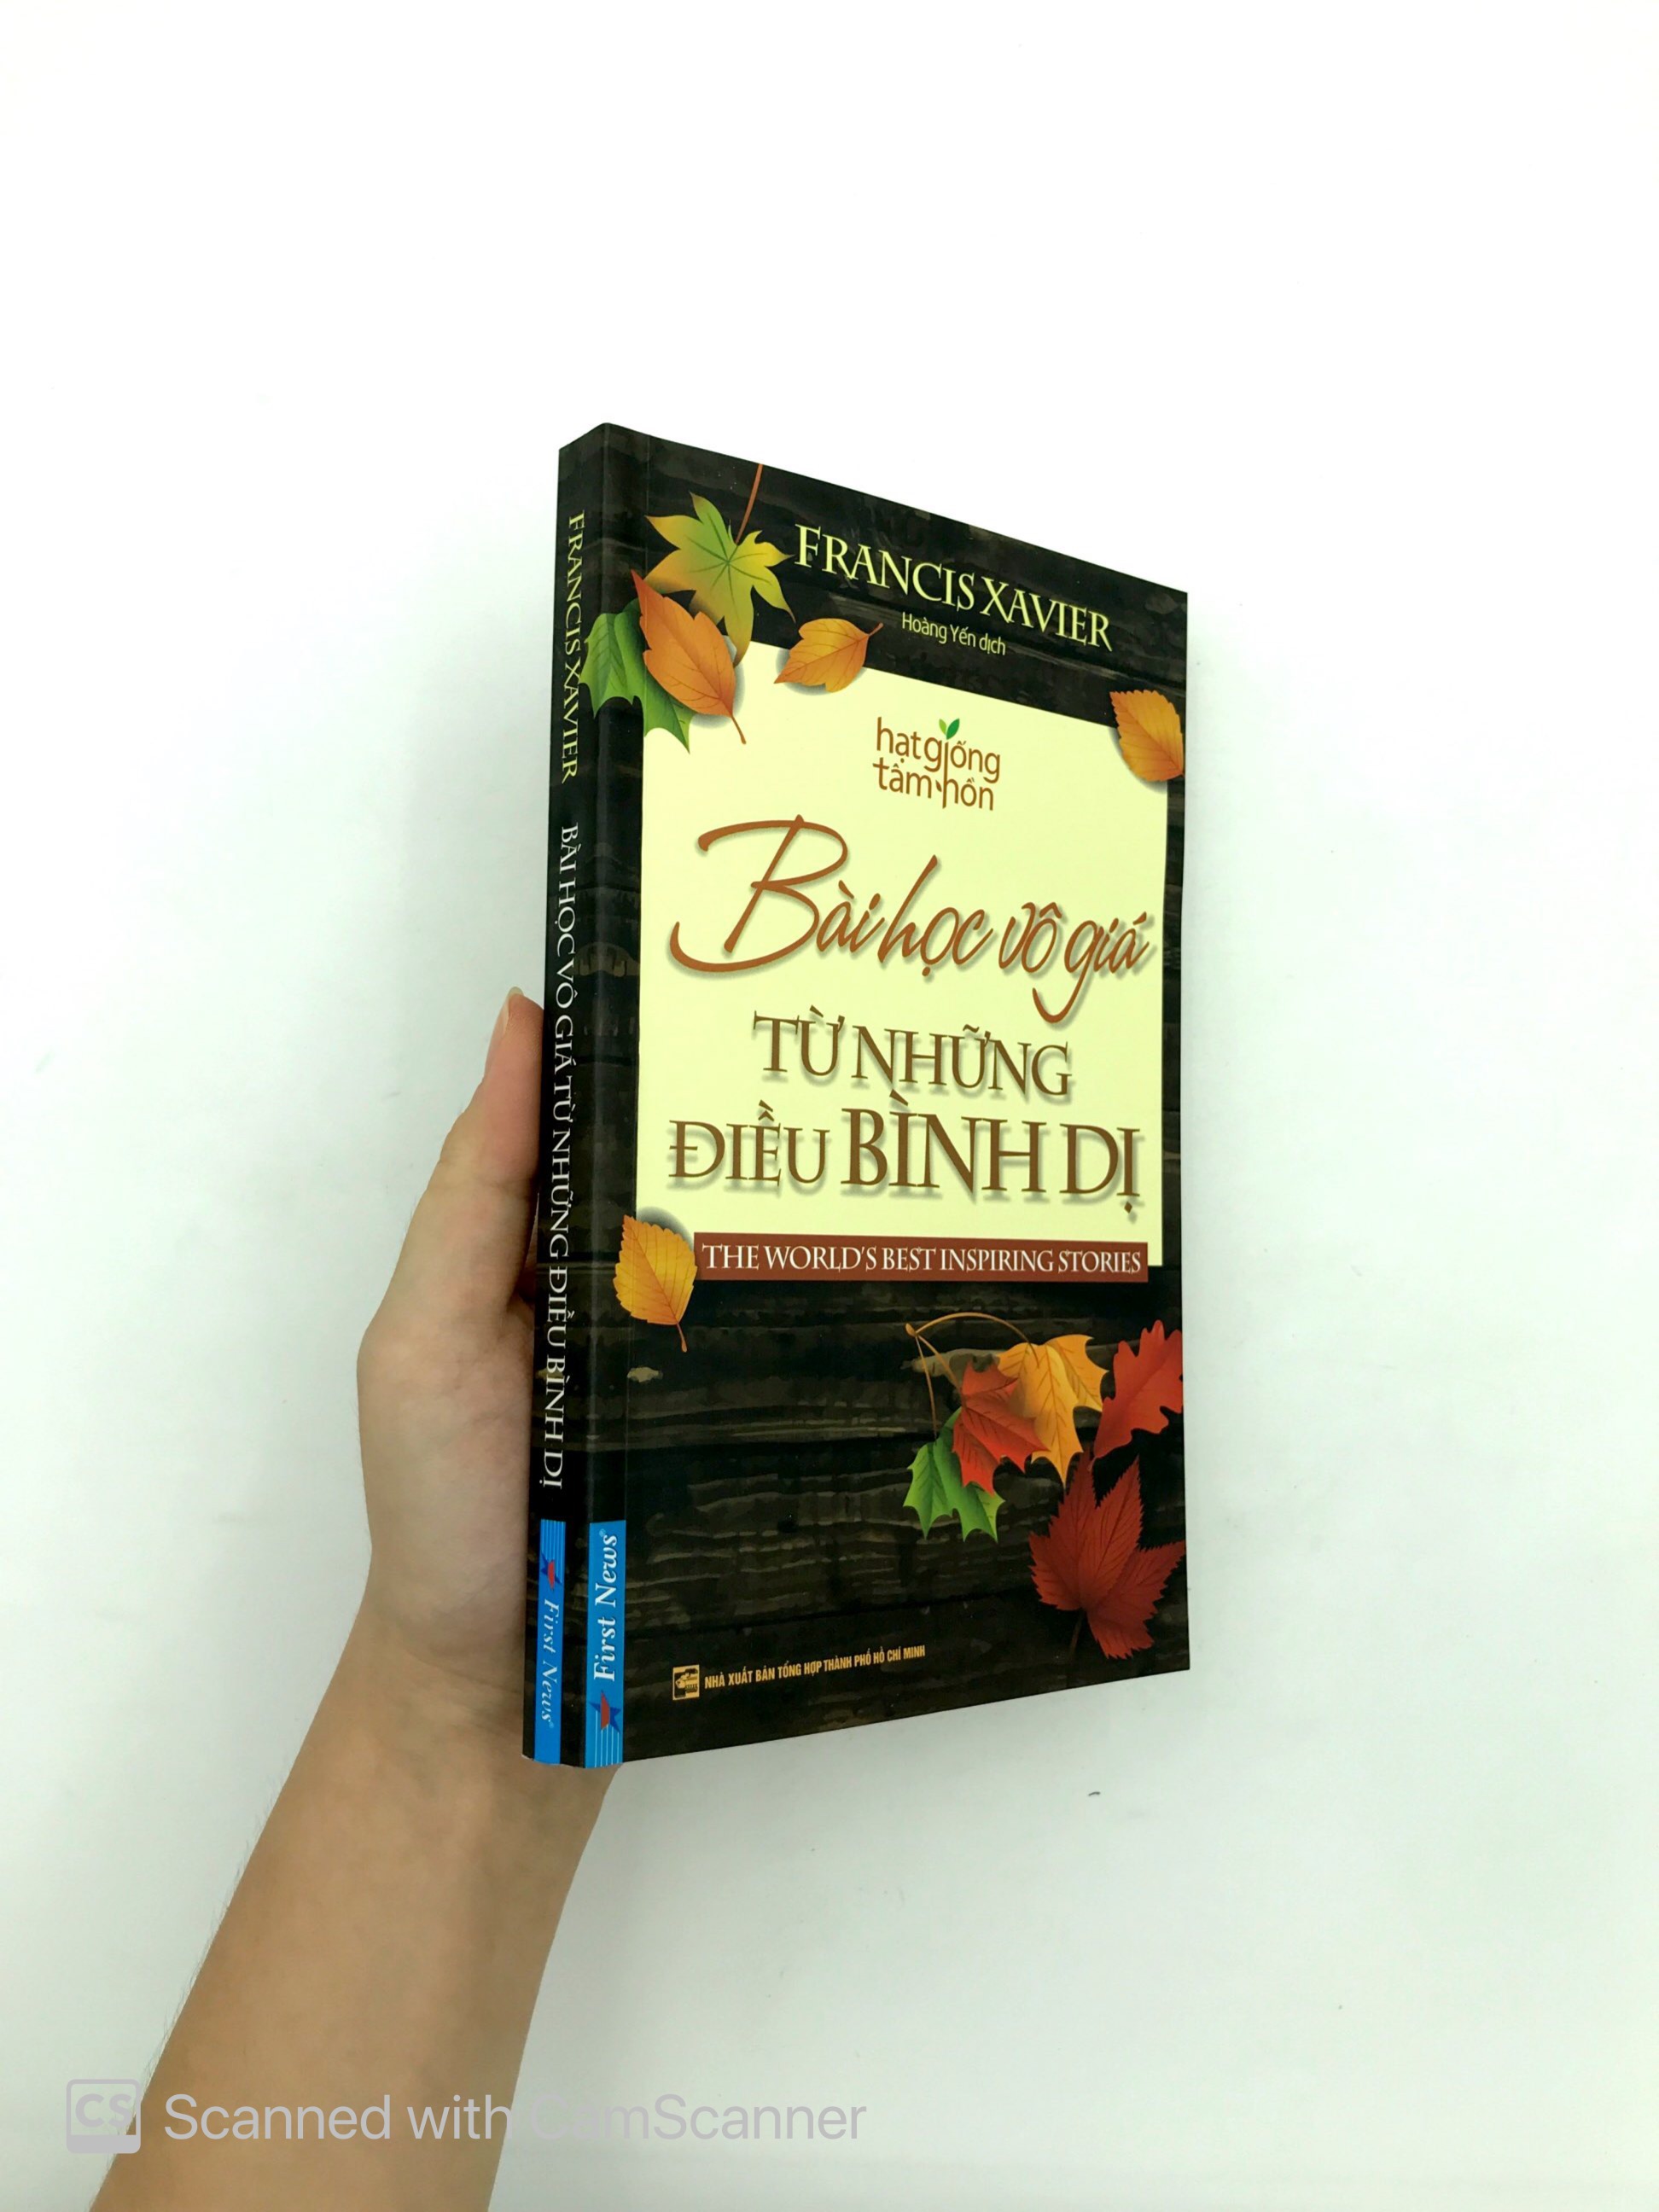 FRANCIS XAVIER
Hoàng Yến dịch
hạt giống
tâm hồn
Bài học vô giá
TỪ NHỮNG
ĐIỀU BÌNH DỊ
THE WORLD'S BEST INSPIRING STORIES
First News®
NHÀ XUẤT BẢN TỔNG HỢP THÀNH PHỐ HỒ CHÍ MINH
FRANCIS XAVIER BÀI HỌC VÔ GIÁ TỪ NHỮNG ĐIỀU BÌNH DỊ
First News®
CS Scanned with CamScanner